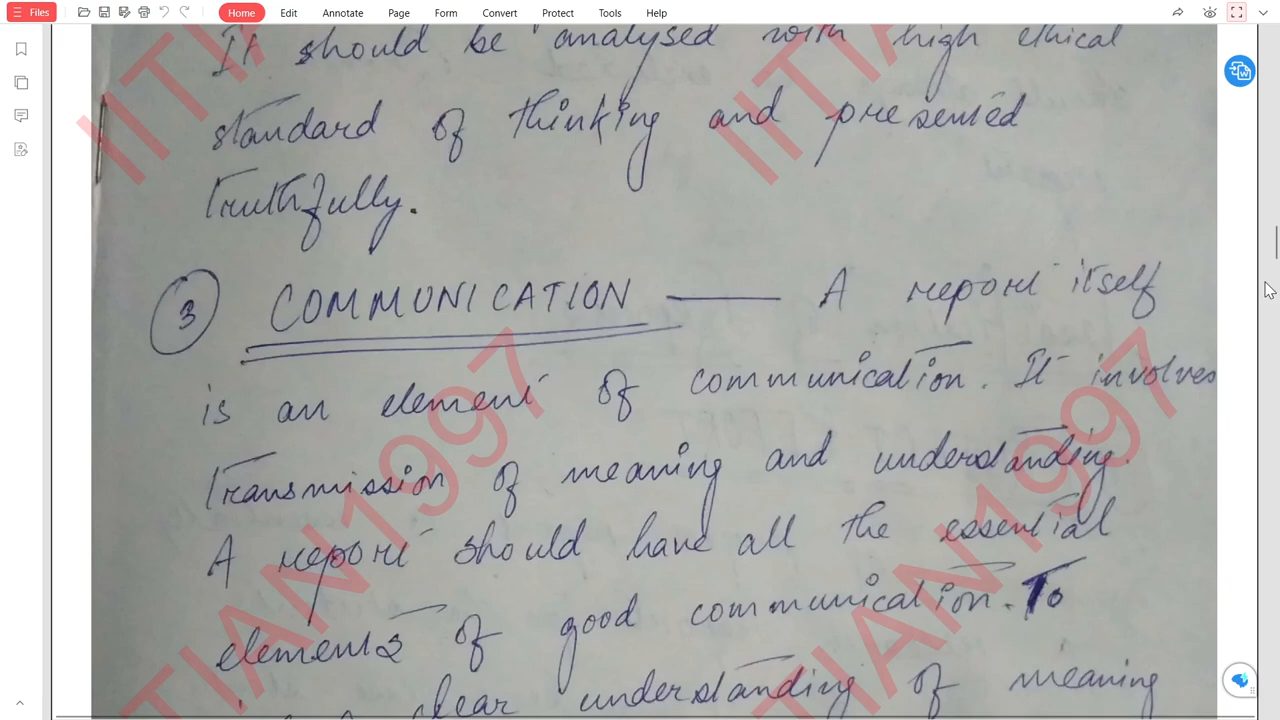 Files
Home
Edit
Annotate
Page
Form
Convert
Protect
Tools
Help
It should be analysed with high ethical
standard of thinking and presented
truthfully.
3 COMMUNICATION — A report itself
is an element of communication. It involves
transmission of meaning and understanding.
A report should have all the essential
elements of good communication. To
clear understanding of meaning
IITIAN1997
IITIAN1997